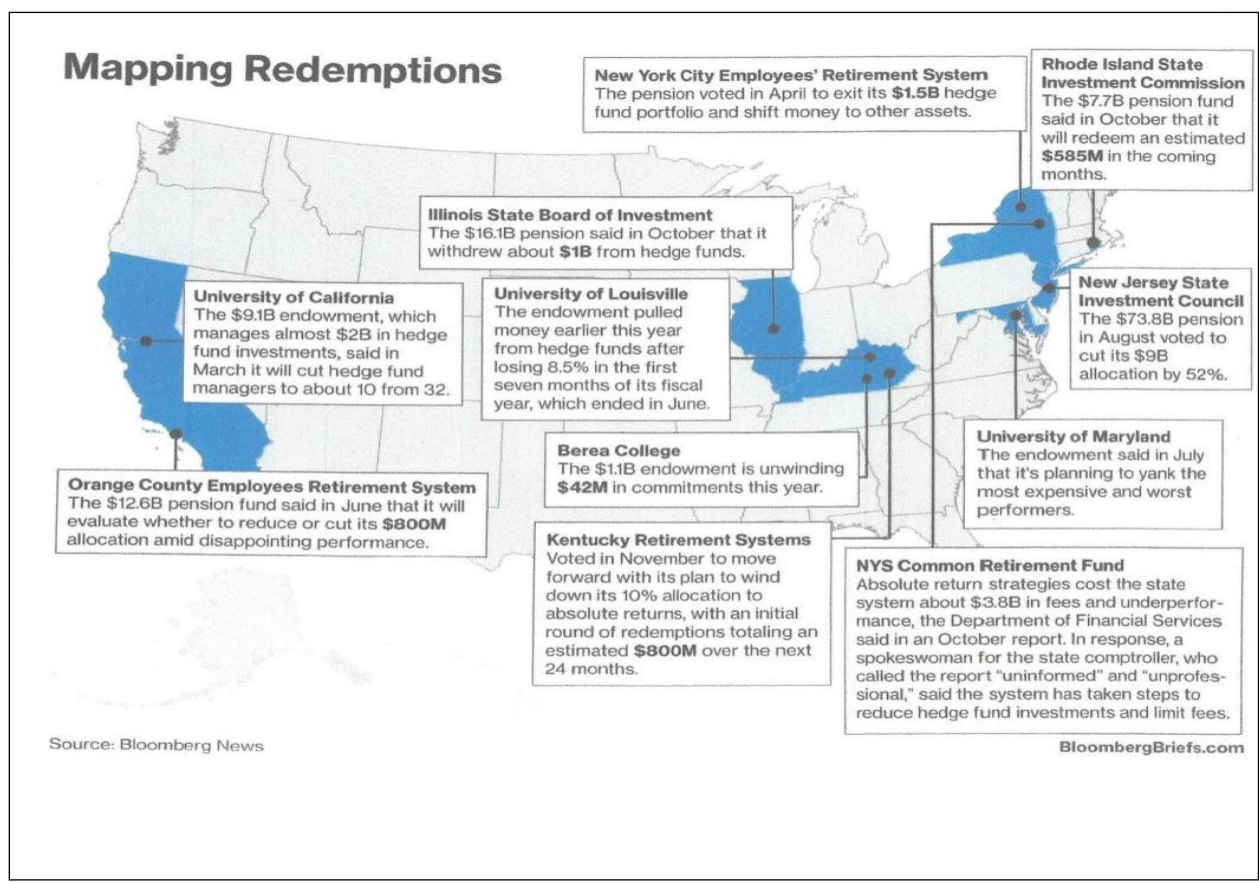 Mapping Redemptions
New York City Employees' Retirement System
The pension voted in April to exit its $1.5B hedge
fund portfolio and shift money to other assets.
Rhode Island State
Investment Commission
The $7.7B pension fund
said in October that it
will redeem an estimated
$585M in the coming
months.
Illinois State Board of Investment
The $16.1B pension said in October that it
withdrew about $1B from hedge funds.
University of California
The $9.1B endowment, which
manages almost $2B in hedge
fund investments, said in
March it will cut hedge fund
managers to about 10 from 32.
University of Louisville
The endowment pulled
money earlier this year
from hedge funds after
losing 8.5% in the first
seven months of its fiscal
year, which ended in June.
New Jersey State
Investment Council
The $73.8B pension
in August voted to
cut its $9B
allocation by 52%.
Berea College
The $1.1B endowment is unwinding
$42M in commitments this year.
University of Maryland
The endowment said in July
that it's planning to yank the
most expensive and worst
performers.
Orange County Employees Retirement System
The $12.6B pension fund said in June that it will
evaluate whether to reduce or cut its $800M
allocation amid disappointing performance.
Kentucky Retirement Systems
Voted in November to move
forward with its plan to wind
down its 10% allocation to
absolute returns, with an initial
round of redemptions totaling an
estimated $800M over the next
24 months.
NYS Common Retirement Fund
Absolute return strategies cost the state
system about $3.8B in fees and underperfor-
mance, the Department of Financial Services
said in an October report. In response, a
spokeswoman for the state comptroller, who
called the report "uninformed" and "unprofes-
sional," said the system has taken steps to
reduce hedge fund investments and limit fees.
Source: Bloomberg News
BloombergBriefs.com